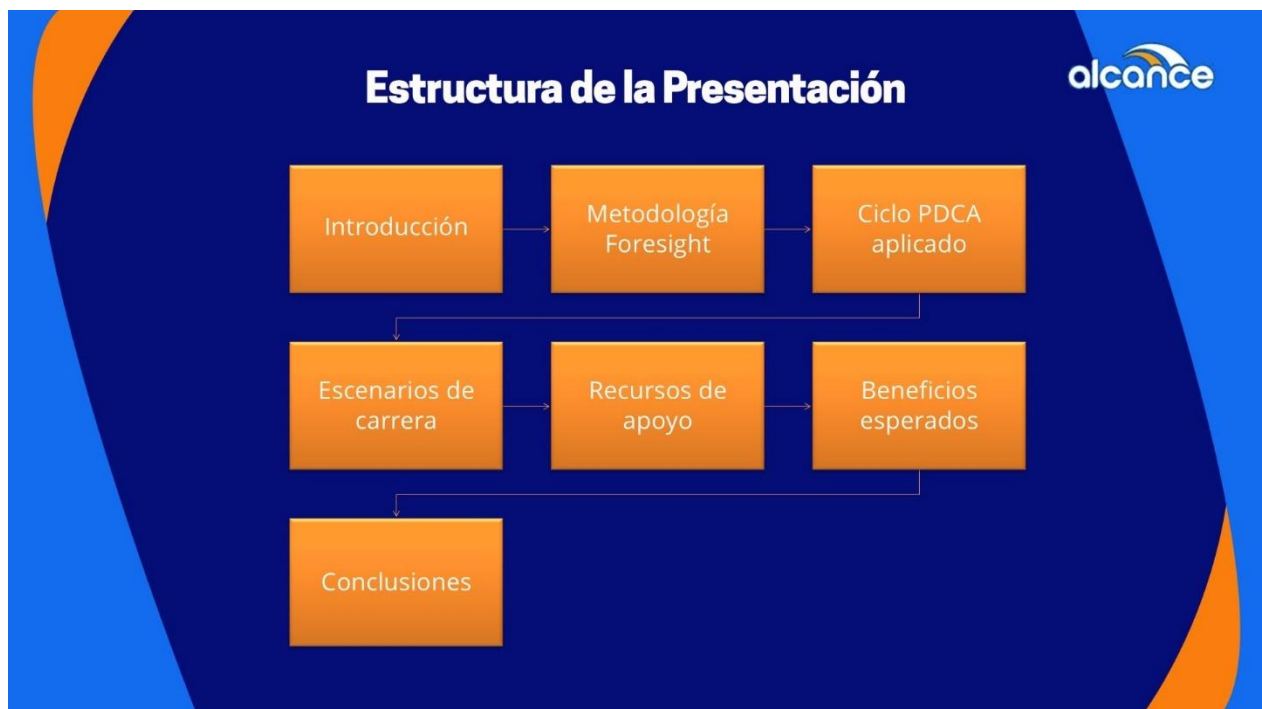 Estructura de la Presentación
alcance
Introducción
Metodología
Foresight
Ciclo PDCA
aplicado
Escenarios de
carrera
Recursos de
apoyo
Beneficios
esperados
Conclusiones